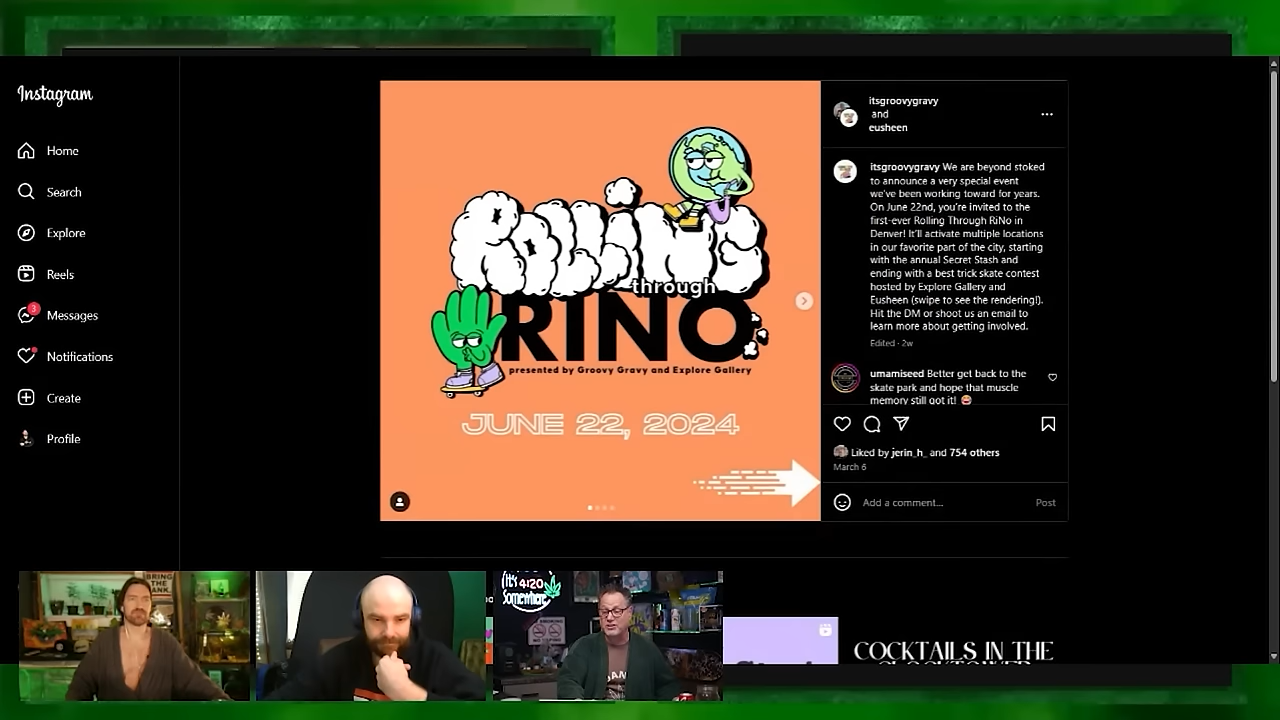 Instagram
Home
Search
Explore
Reels
3
Messages
Notifications
Create
Profile
ROLLING
through
RINO
presented by Groovy Gravy and Explore Gallery
JUNE 22, 2024
itsgroovygravy
and
eusheen
itsgroovygravy We are beyond stoked
to announce a very special event
we've been working toward for years.
On June 22nd, you're invited to the
first-ever Rolling Through RiNo in
Denver! It'll activate multiple locations
in our favorite part of the city, starting
with the annual Secret Stash and
ending with a best trick skate contest
hosted by Explore Gallery and
Eusheen (swipe to see the rendering!).
Hit the DM or shoot us an email to
learn more about getting involved.
Edited · 2w
umamiseed Better get back to the
skate park and hope that muscle
memory still got it! 😅
Liked by jerin_h_ and 754 others
March 6
Add a comment...
Post
BRING
THE
It's 4:20
Somewhere
COCKTAILS IN THE